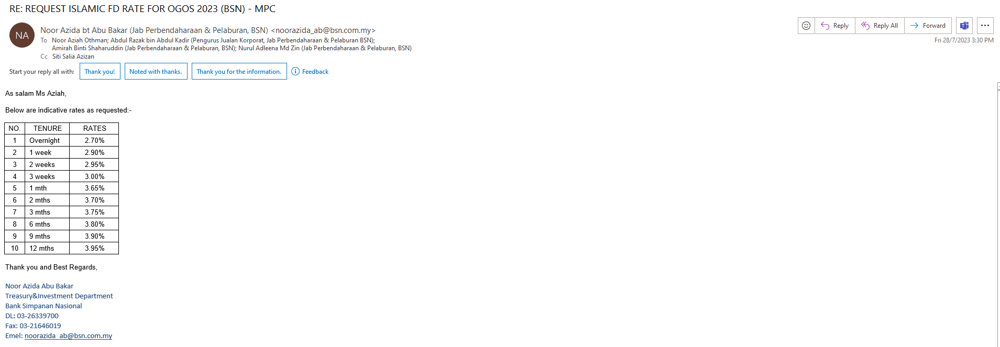 RE: REQUEST ISLAMIC FD RATE FOR OGOS 2023 (BSN) - MPC
NA
Noor Azida bt Abu Bakar (Jab Perbendaharaan & Pelaburan, BSN) <noorazida_ab@bsn.com.my>
To Noor Aziah Othman; Abdul Razak bin Abdul Kadir (Pengurus Jualan Korporat, Jab Perbendaharaan & Pelaburan BSN);
Amirah Binti Shaharuddin (Jab Perbendaharaan & Pelaburan, BSN); Nurul Adleena Md Zin (Jab Perbendaharaan & Pelaburan, BSN)
Cc Siti Salia Azizan
Reply Reply All Forward
Fri 28/7/2023 3:30 PM
Start your reply all with: Thank you! Noted with thanks. Thank you for the information. Feedback
As salam Ms Aziah,
Below are indicative rates as requested:-
NO. TENURE RATES
1 Overnight 2.70%
2 1 week 2.90%
3 2 weeks 2.95%
4 3 weeks 3.00%
5 1 mth 3.65%
6 2 mths 3.70%
7 3 mths 3.75%
8 6 mths 3.80%
9 9 mths 3.90%
10 12 mths 3.95%
Thank you and Best Regards,
Noor Azida Abu Bakar
Treasury&Investment Department
Bank Simpanan Nasional
DL: 03-26339700
Fax: 03-21646019
Emel: noorazida_ab@bsn.com.my